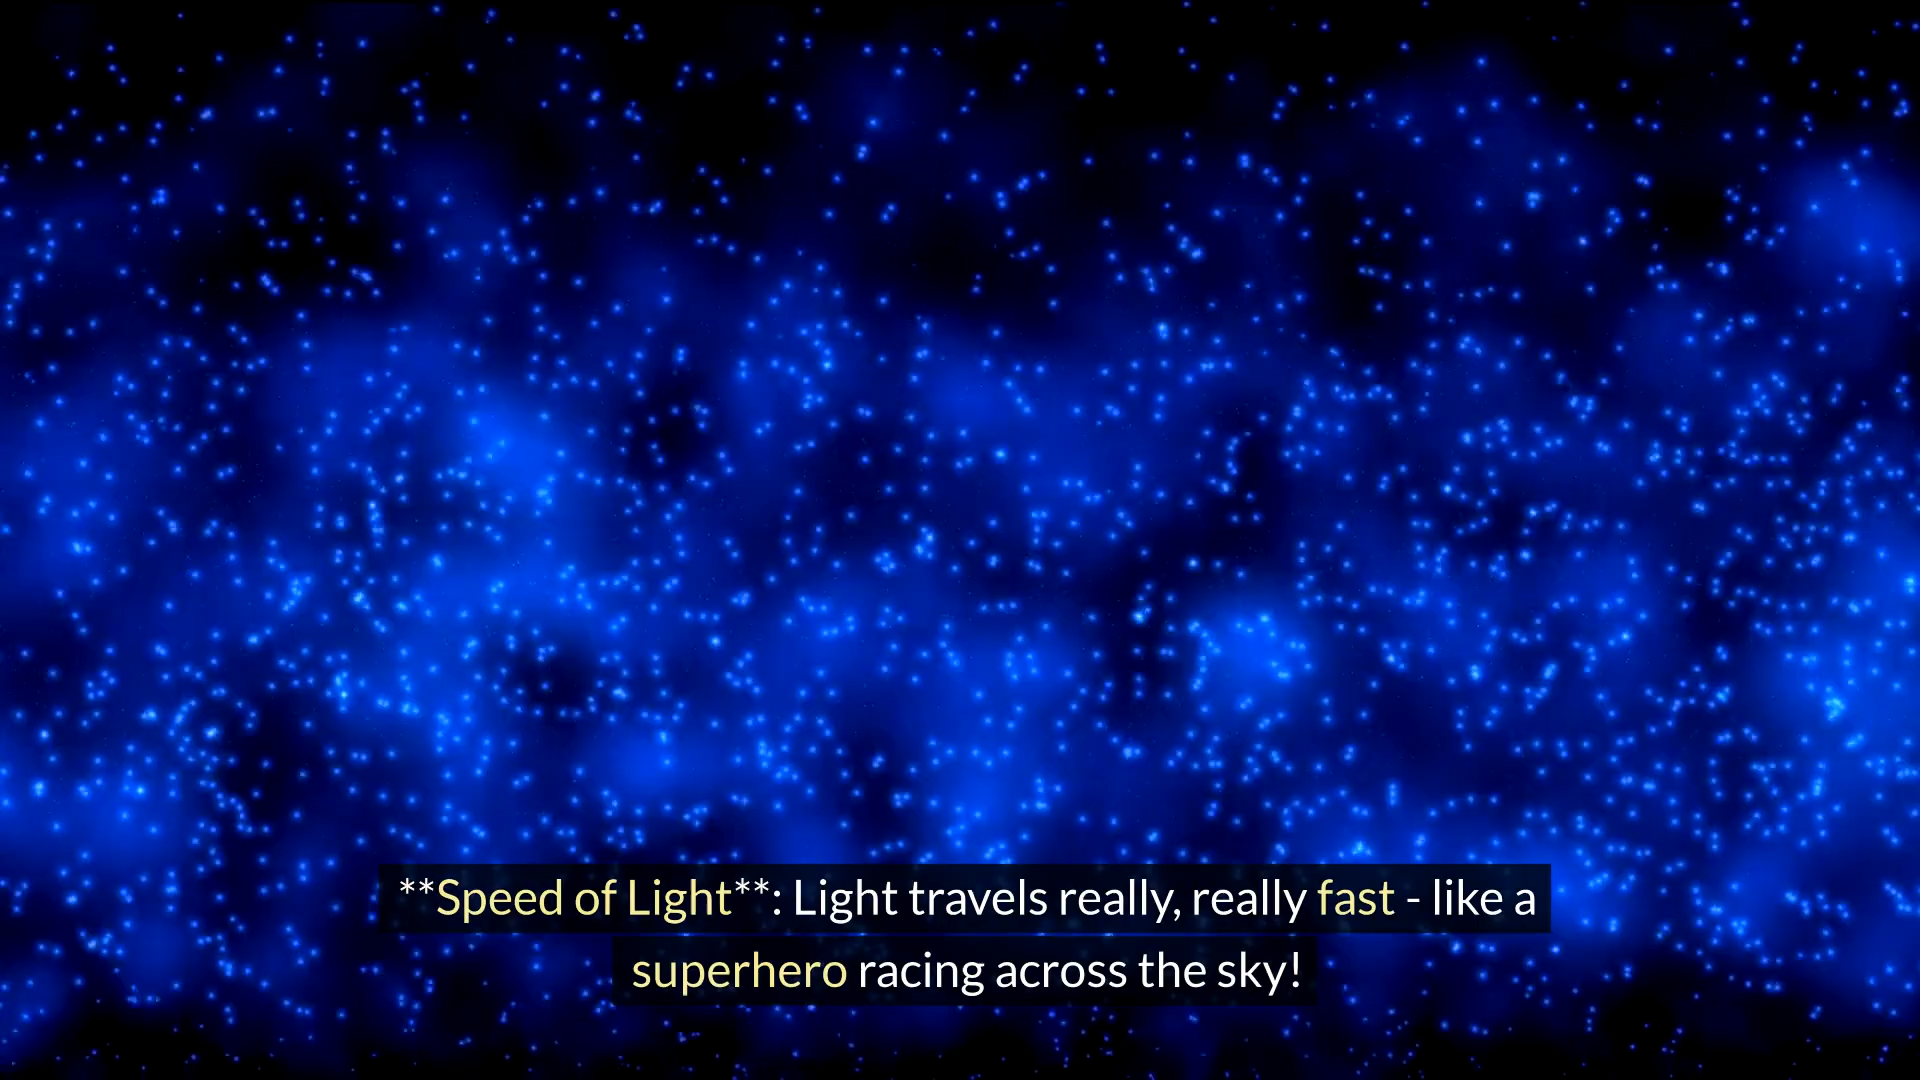 **Speed of Light**: Light travels really, really fast - like a
superhero racing across the sky!